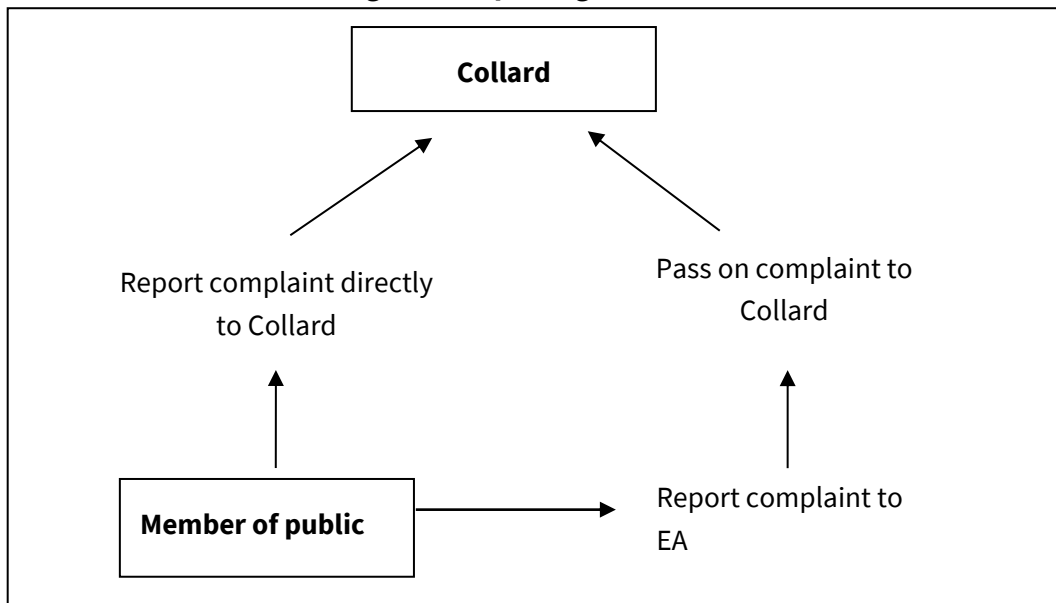 Collard
Report complaint directly
to Collard
Pass on complaint to
Collard
Member of public
Report complaint to
EA